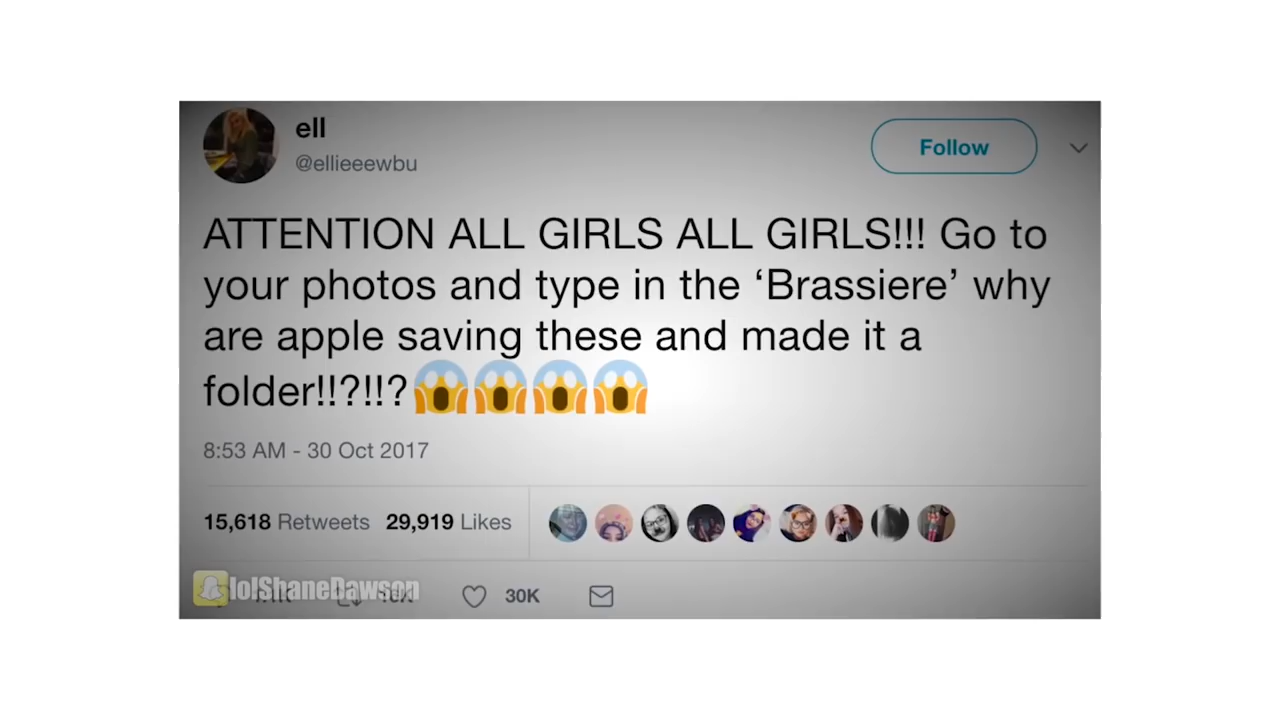 ell
@ellieeewbu
Follow
ATTENTION ALL GIRLS ALL GIRLS!!! Go to
your photos and type in the ‘Brassiere’ why
are apple saving these and made it a
folder!!?!!?😱😱😱😱
8:53 AM - 30 Oct 2017
15,618 Retweets 29,919 Likes
lolShaneDawson
30K